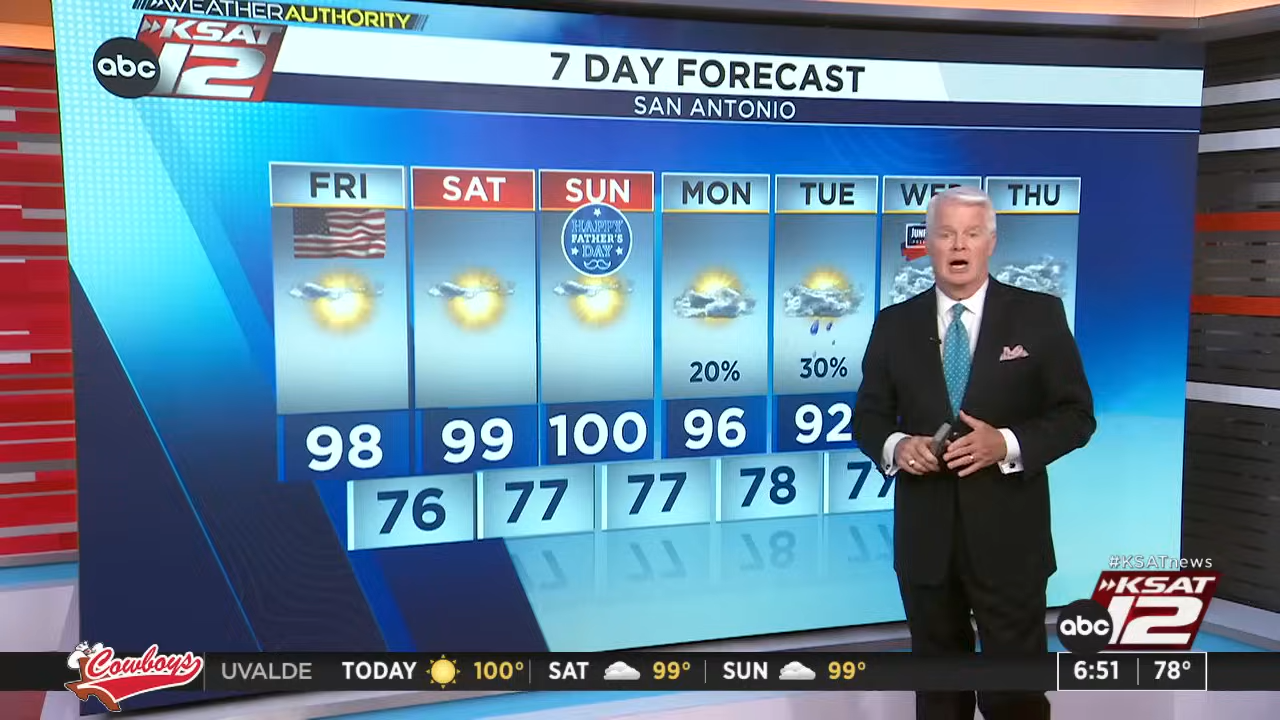 WEATHER AUTHORITY
KSAT
abc 12
7 DAY FORECAST
SAN ANTONIO
FRI SAT SUN MON TUE WED THU
HAPPY
FATHER'S
DAY
20% 30%
98 99 100 96 92
76 77 77 78 77
#KSATnews
KSAT
abc 12
Cowboys UVALDE TODAY 100° SAT 99° SUN 99° 6:51 78°